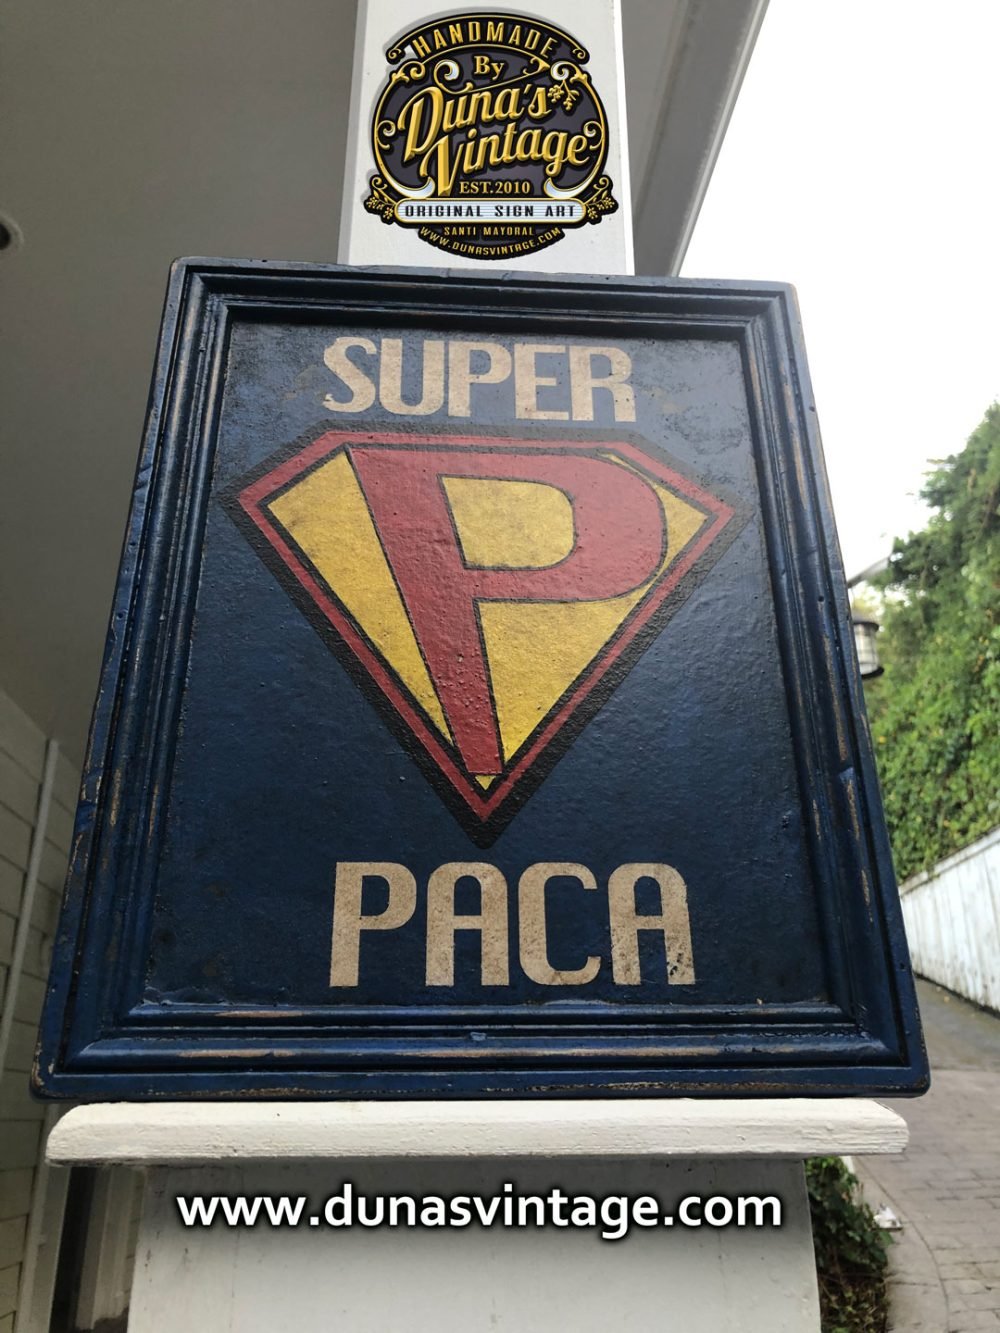 HANDMADE
By
Duna's
Vintage
EST.2010
ORIGINAL SIGN ART
SANTI MAYORAL
WWW.DUNASVINTAGE.COM
SUPER
P
PACA
www.dunasvintage.com